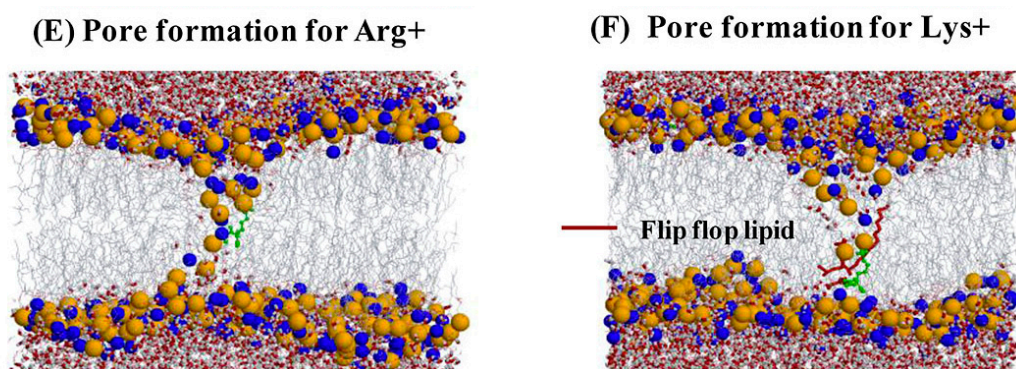 (E) Pore formation for Arg+
(F) Pore formation for Lys+
Flip flop lipid